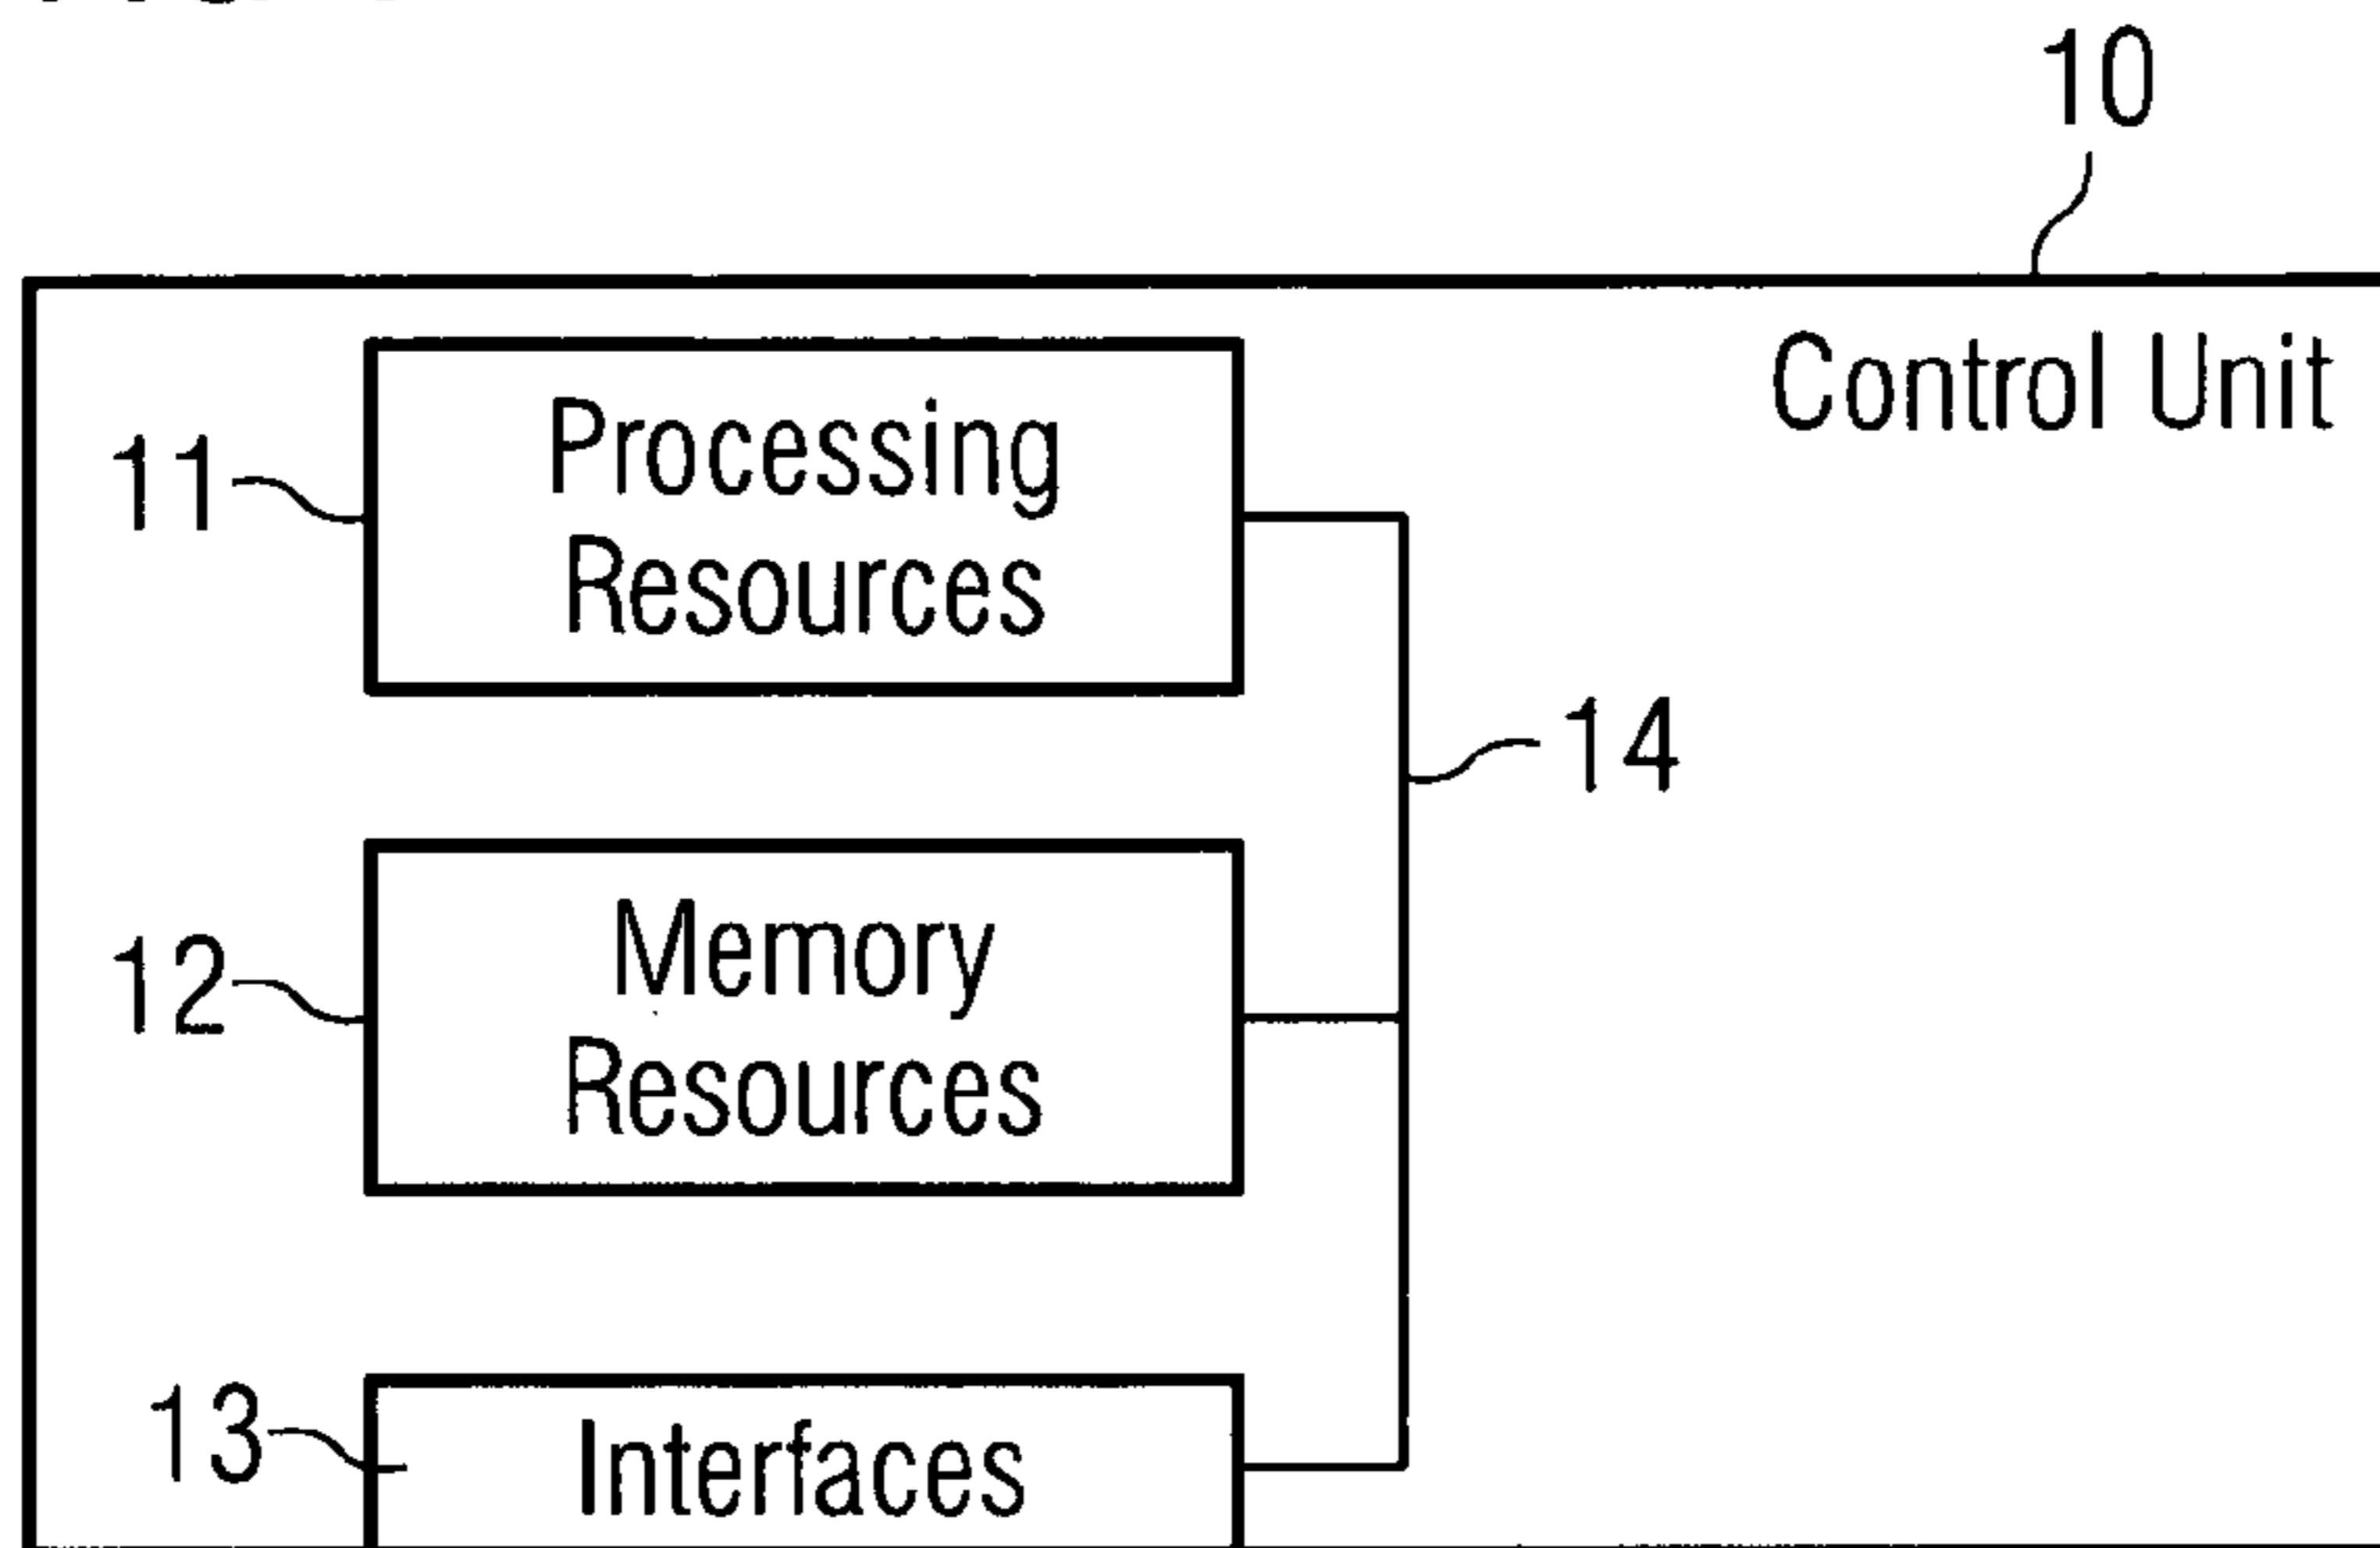 10
Control Unit
Processing
Resources
11
14
Memory
Resources
12
13
Interfaces